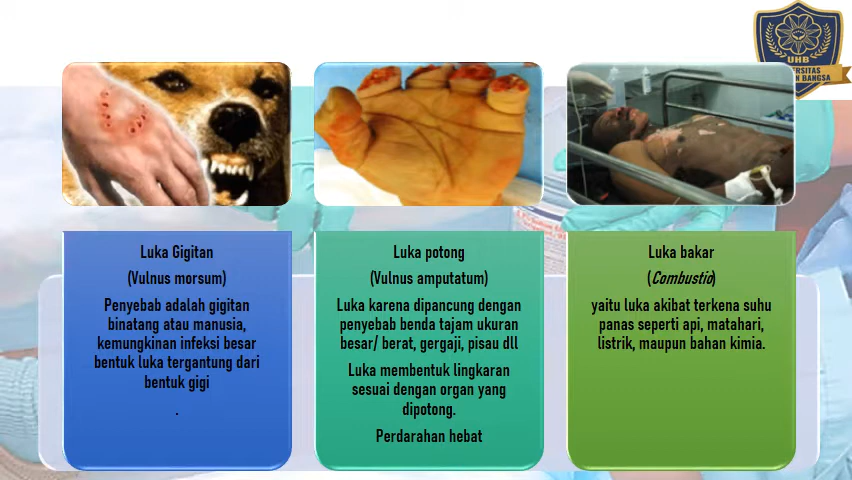 UHB
Luka Gigitan
(Vulnus morsum)
Penyebab adalah gigitan
binatang atau manusia,
kemungkinan infeksi besar
bentuk luka tergantung dari
bentuk gigi
.
Luka potong
(Vulnus amputatum)
Luka karena dipancung dengan
penyebab benda tajam ukuran
besar/ berat, gergaji, pisau dll
Luka membentuk lingkaran
sesuai dengan organ yang
dipotong.
Perdarahan hebat
Luka bakar
(Combustio)
yaitu luka akibat terkena suhu
panas seperti api, matahari,
listrik, maupun bahan kimia.